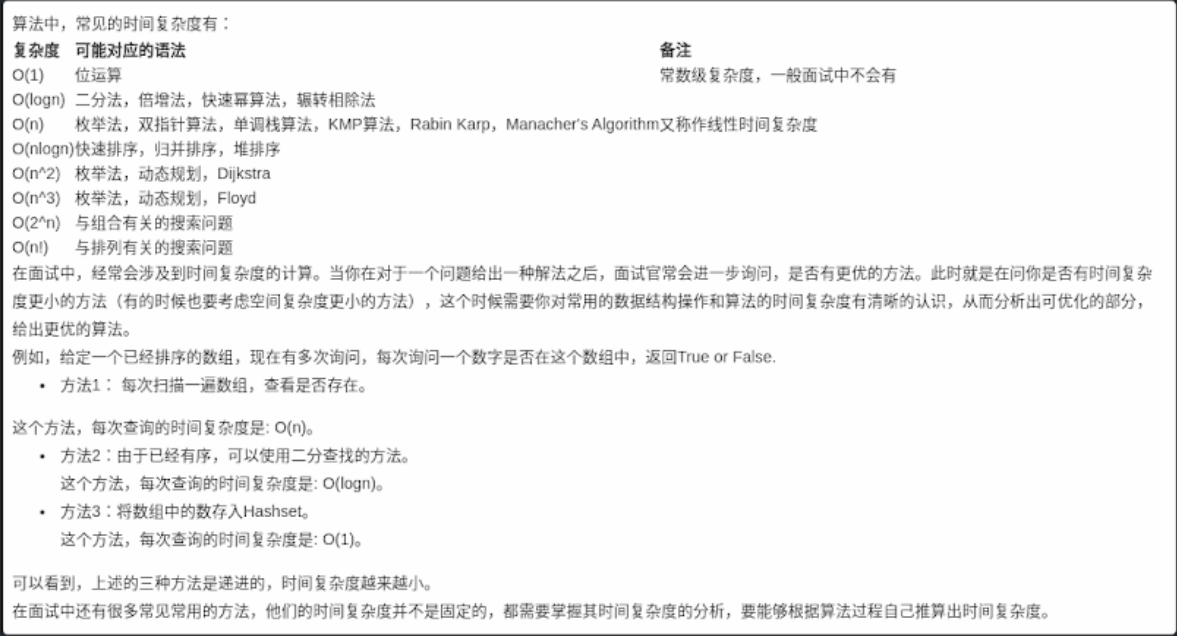 算法中，常见的时间复杂度有：
复杂度 可能对应的语法 备注
O(1) 位运算 常数级复杂度，一般面试中不会有
O(logn) 二分法，倍增法，快速幂算法，辗转相除法
O(n) 枚举法，双指针算法，单调栈算法，KMP算法，Rabin Karp，Manacher's Algorithm又称作线性时间复杂度
O(nlogn)快速排序，归并排序，堆排序
O(n^2) 枚举法，动态规划，Dijkstra
O(n^3) 枚举法，动态规划，Floyd
O(2^n) 与组合有关的搜索问题
O(n!) 与排列有关的搜索问题
在面试中，经常会涉及到时间复杂度的计算。当你在对于一个问题给出一种解法之后，面试官常会进一步询问，是否有更优的方法。此时就是在问你是否有时间复杂
度更小的方法（有的时候也要考虑空间复杂度更小的方法），这个时候需要你对常用的数据结构操作和算法的时间复杂度有清晰的认识，从而分析出可优化的部分，
给出更优的算法。
例如，给定一个已经排序的数组，现在有多次询问，每次询问一个数字是否在这个数组中，返回True or False.
• 方法1： 每次扫描一遍数组，查看是否存在。
这个方法，每次查询的时间复杂度是: O(n)。
• 方法2：由于已经有序，可以使用二分查找的方法。
这个方法，每次查询的时间复杂度是: O(logn)。
• 方法3：将数组中的数存入Hashset。
这个方法，每次查询的时间复杂度是: O(1)。
可以看到，上述的三种方法是递进的，时间复杂度越来越小。
在面试中还有很多常见常用的方法，他们的时间复杂度并不是固定的，都需要掌握其时间复杂度的分析，要能够根据算法过程自己推算出时间复杂度。